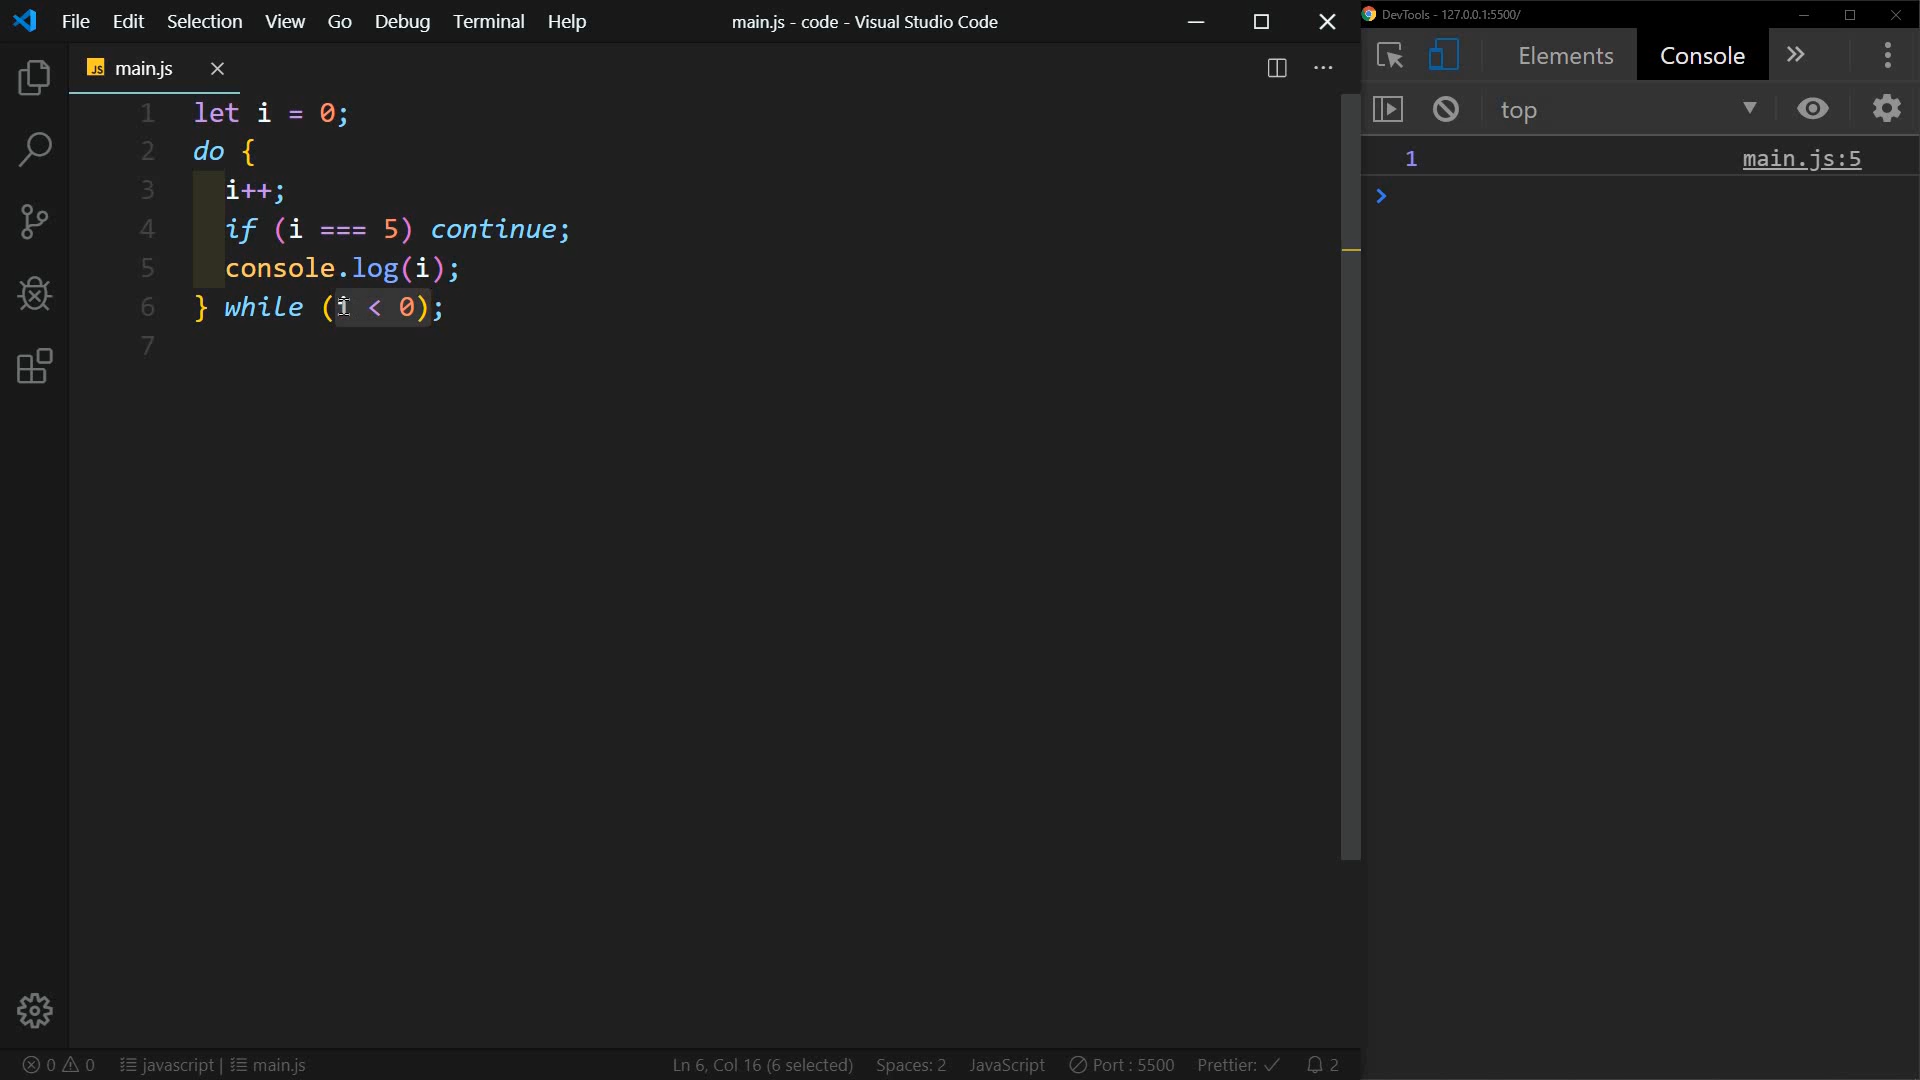 File Edit Selection View Go Debug Terminal Help main.js - code - Visual Studio Code
JS main.js
1 let i = 0;
2 do {
3 i++;
4 if (i === 5) continue;
5 console.log(i);
6 } while (i < 0);
7
0 0 javascript | main.js Ln 6, Col 16 (6 selected) Spaces: 2 JavaScript Port : 5500 Prettier: 2
DevTools - 127.0.0.1:5500/
Elements Console
top
1 main.js:5